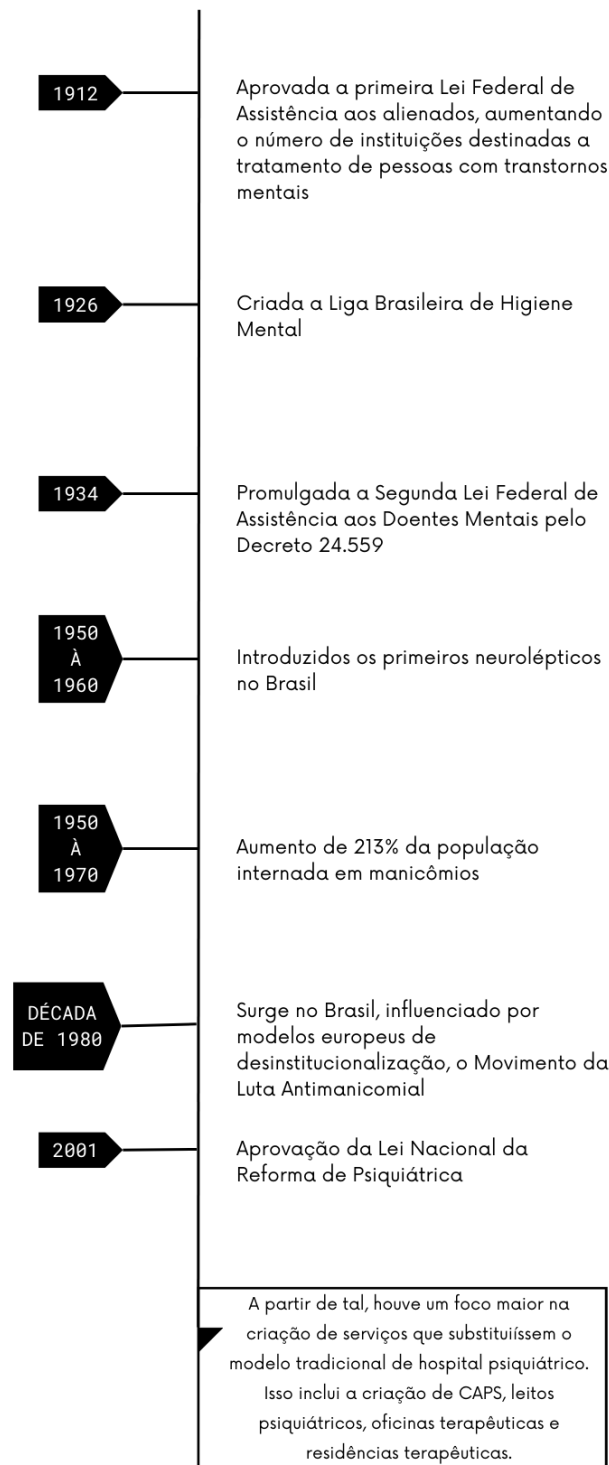 1912
Aprovada a primeira Lei Federal de
Assistência aos alienados, aumentando
o número de instituições destinadas a
tratamento de pessoas com transtornos
mentais
1926
Criada a Liga Brasileira de Higiene
Mental
1934
Promulgada a Segunda Lei Federal de
Assistência aos Doentes Mentais pelo
Decreto 24.559
1950
À
1960
Introduzidos os primeiros neurolépticos
no Brasil
1950
À
1970
Aumento de 213% da população
internada em manicômios
DÉCADA
DE 1980
Surge no Brasil, influenciado por
modelos europeus de
desinstitucionalização, o Movimento da
Luta Antimanicomial
2001
Aprovação da Lei Nacional da
Reforma de Psiquiátrica
A partir de tal, houve um foco maior na
criação de serviços que substituiíssem o
modelo tradicional de hospital psiquiátrico.
Isso inclui a criação de CAPS, leitos
psiquiátricos, oficinas terapêuticas e
residências terapêuticas.